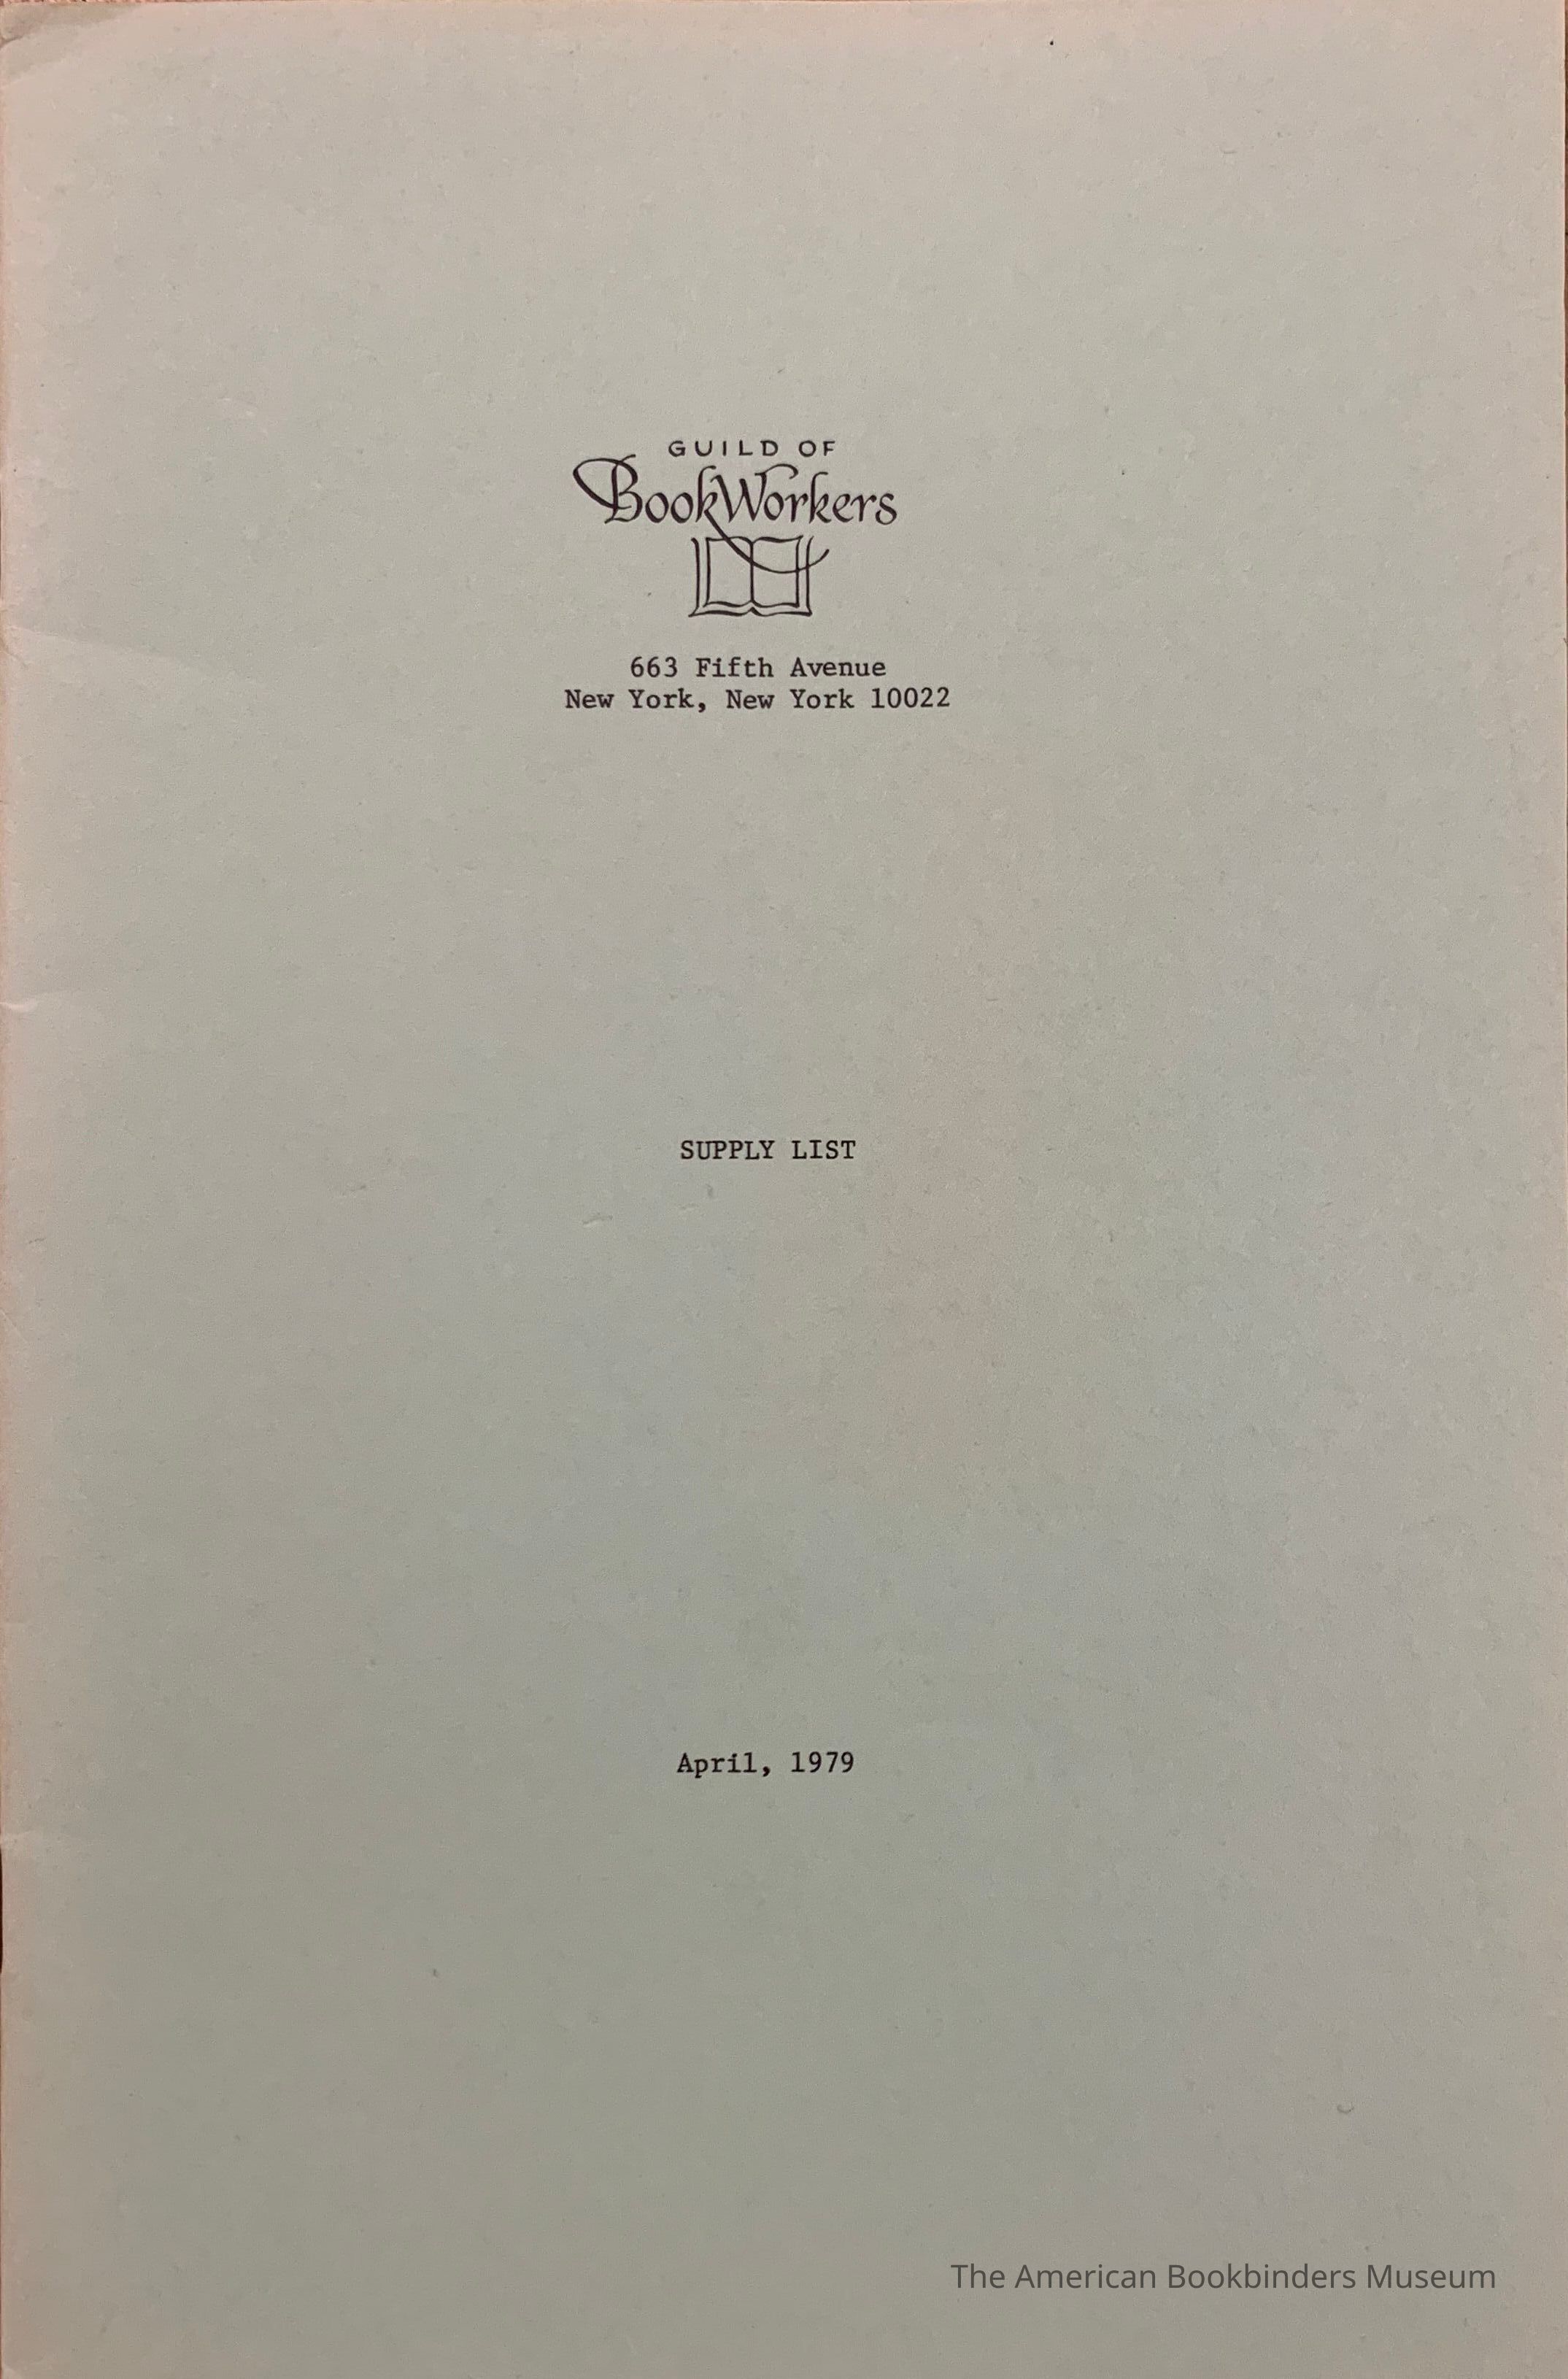 GUILD OF
BookWorkers
663 Fifth Avenue
New York, New York 10022
SUPPLY LIST
April, 1979
The American Bookbinders Museum